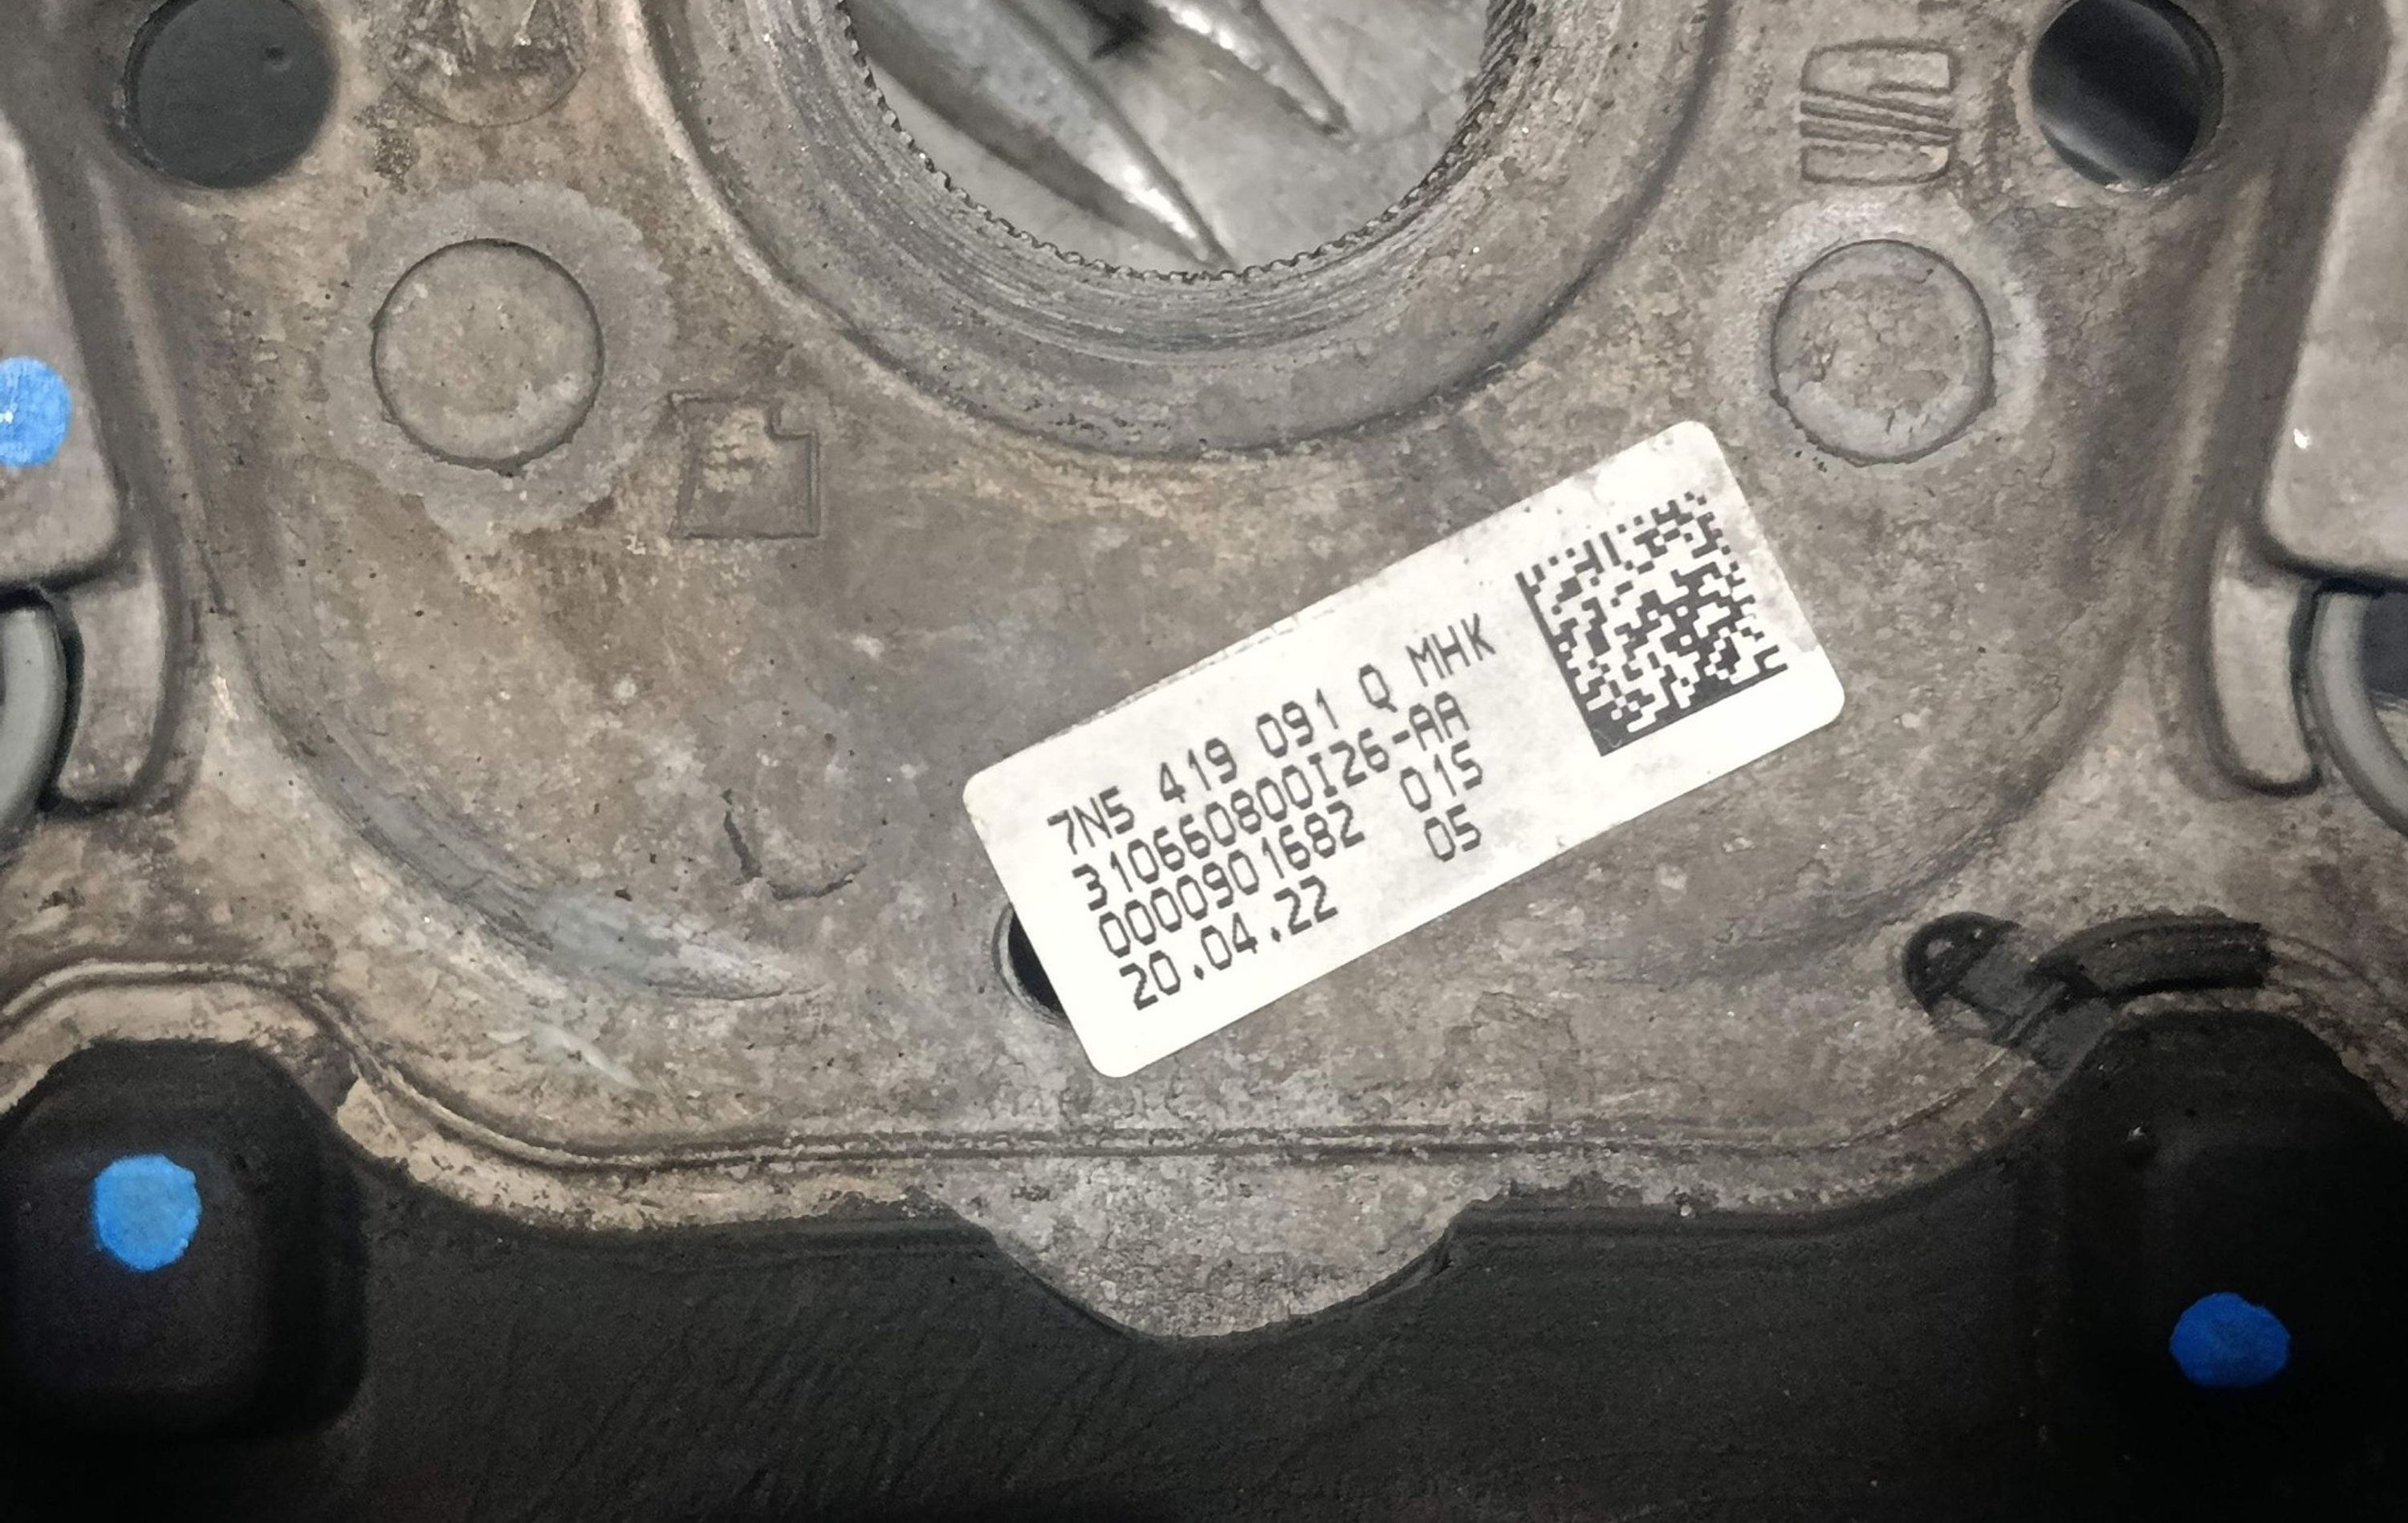 7N5 419 091 Q MHK
310660800I26-AA
0000901682 015
20.04.22 05